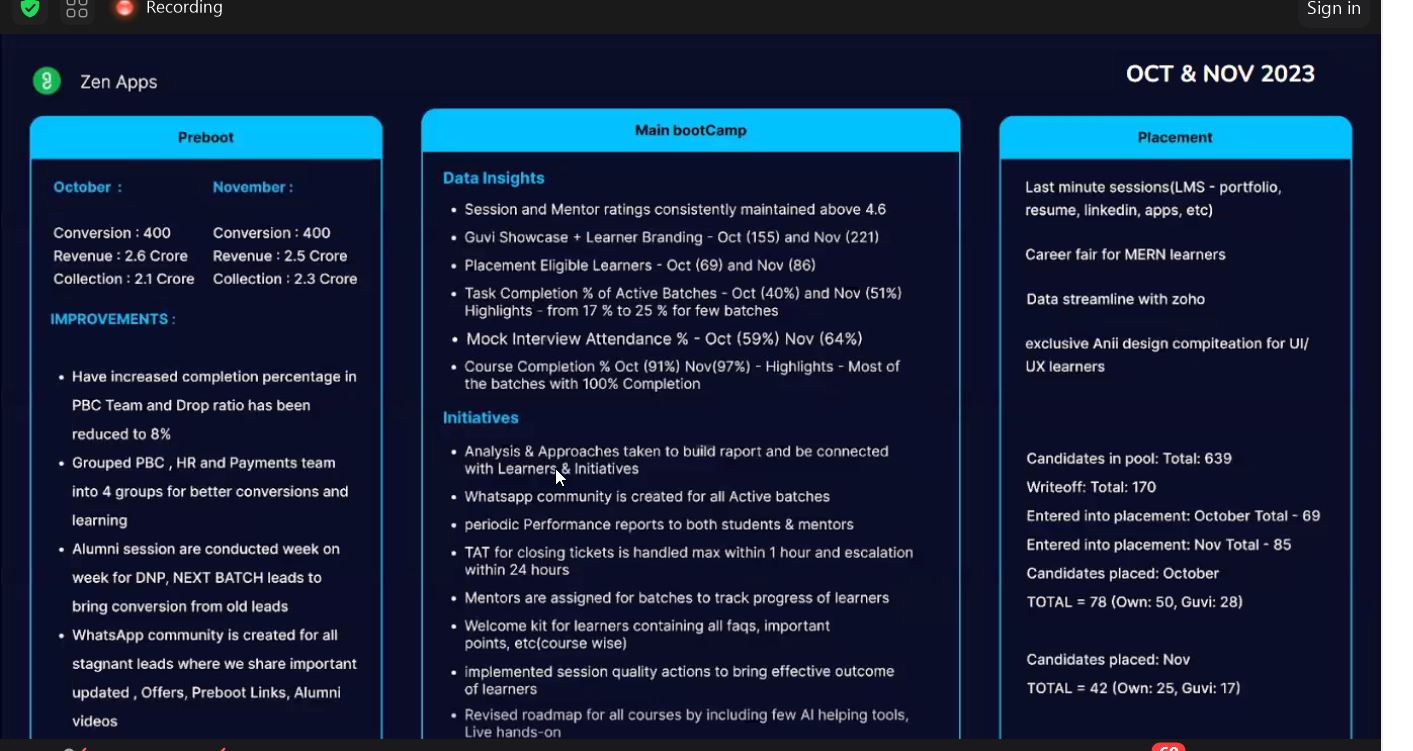 Recording
Sign in
Zen Apps
OCT & NOV 2023
Preboot
October :
November :
Conversion : 400
Conversion : 400
Revenue : 2.6 Crore
Revenue : 2.5 Crore
Collection : 2.1 Crore
Collection : 2.3 Crore
IMPROVEMENTS :
• Have increased completion percentage in
PBC Team and Drop ratio has been
reduced to 8%
• Grouped PBC , HR and Payments team
into 4 groups for better conversions and
learning
• Alumni session are conducted week on
week for DNP, NEXT BATCH leads to
bring conversion from old leads
• WhatsApp community is created for all
stagnant leads where we share important
updated , Offers, Preboot Links, Alumni
videos
Main bootCamp
Data Insights
• Session and Mentor ratings consistently maintained above 4.6
• Guvi Showcase + Learner Branding - Oct (155) and Nov (221)
• Placement Eligible Learners - Oct (69) and Nov (86)
• Task Completion % of Active Batches - Oct (40%) and Nov (51%)
Highlights - from 17 % to 25 % for few batches
• Mock Interview Attendance % - Oct (59%) Nov (64%)
• Course Completion % Oct (91%) Nov(97%) - Highlights - Most of
the batches with 100% Completion
Initiatives
• Analysis & Approaches taken to build raport and be connected
with Learners & Initiatives
• Whatsapp community is created for all Active batches
• periodic Performance reports to both students & mentors
• TAT for closing tickets is handled max within 1 hour and escalation
within 24 hours
• Mentors are assigned for batches to track progress of learners
• Welcome kit for learners containing all faqs, important
points, etc(course wise)
• implemented session quality actions to bring effective outcome
of learners
• Revised roadmap for all courses by including few AI helping tools,
Live hands-on
Placement
Last minute sessions(LMS - portfolio,
resume, linkedin, apps, etc)
Career fair for MERN learners
Data streamline with zoho
exclusive Anii design compiteation for UI/
UX learners
Candidates in pool: Total: 639
Writeoff: Total: 170
Entered into placement: October Total - 69
Entered into placement: Nov Total - 85
Candidates placed: October
TOTAL = 78 (Own: 50, Guvi: 28)
Candidates placed: Nov
TOTAL = 42 (Own: 25, Guvi: 17)